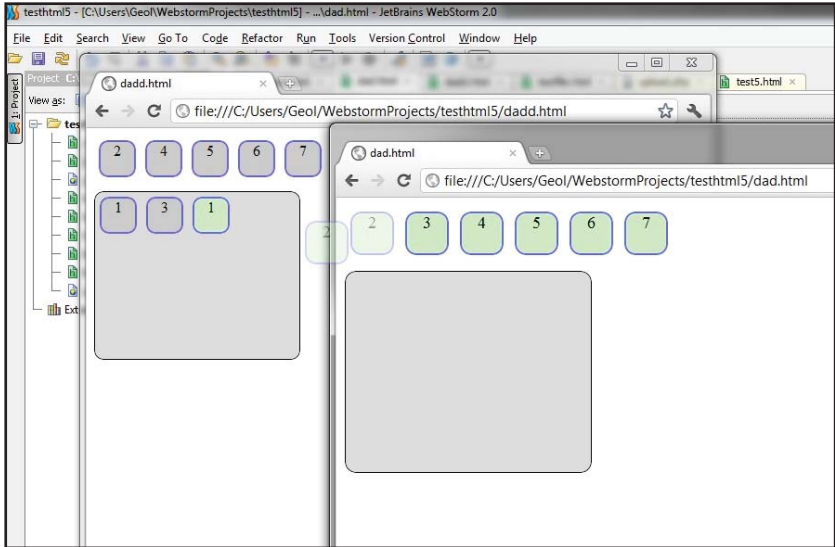 testhtml5 - [C:\Users\Geol\WebstormProjects\testhtml5] - ...\dad.html - JetBrains WebStorm 2.0
File Edit Search View Go To Code Refactor Run Tools Version Control Window Help
1: Project
Project
View as:
tes
Ext
test5.html
dadd.html
file:///C:/Users/Geol/WebstormProjects/testhtml5/dadd.html
2 4 5 6 7
1 3 1
2
dad.html
file:///C:/Users/Geol/WebstormProjects/testhtml5/dad.html
2 3 4 5 6 7